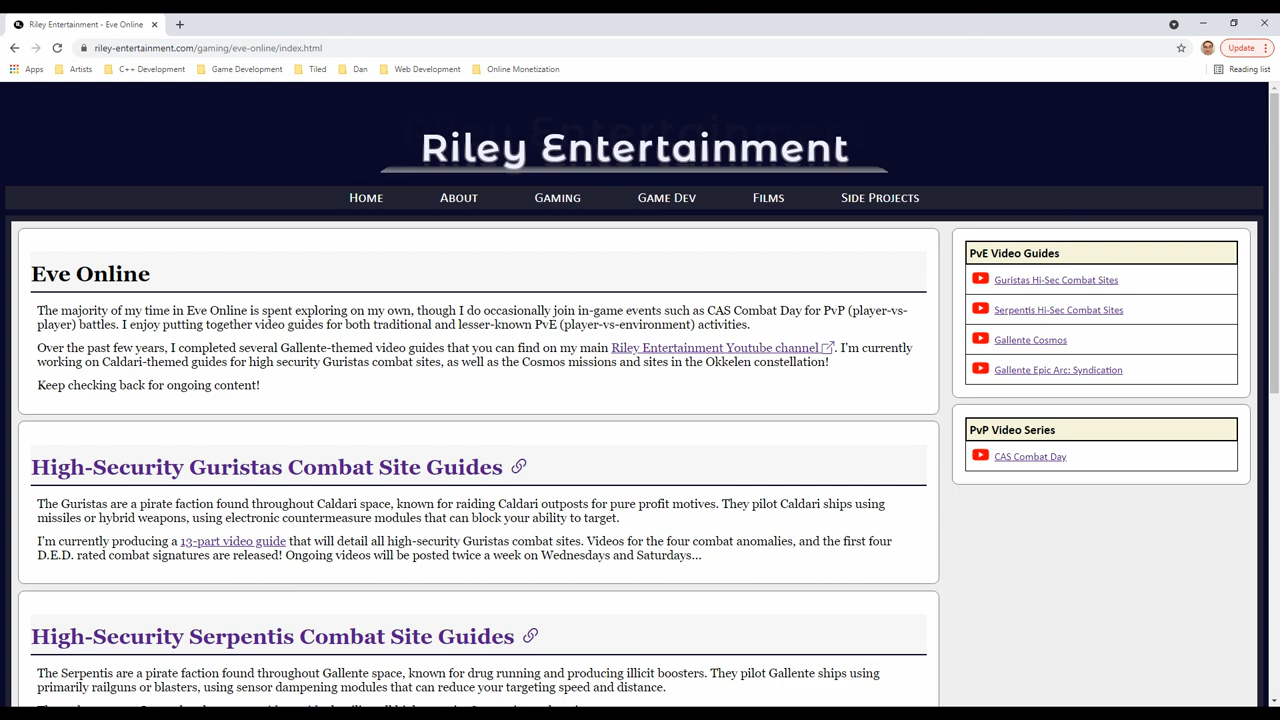 Riley Entertainment - Eve Online
riley-entertainment.com/gaming/eve-online/index.html
Update
Apps Artists C++ Development Game Development Tiled Dan Web Development Online Monetization Reading list
Riley Entertainment
Home About Gaming Game Dev Films Side Projects
Eve Online
The majority of my time in Eve Online is spent exploring on my own, though I do occasionally join in-game events such as CAS Combat Day for PvP (player-vs-
player) battles. I enjoy putting together video guides for both traditional and lesser-known PvE (player-vs-environment) activities.
Over the past few years, I completed several gallente-themed video guides that you can find on my main Riley Entertainment Youtube channel. I'm currently
working on Caldari-themed guides for high security Guristas combat sites, as well as the Cosmos missions and sites in the Okkelen constellation!
Keep checking back for ongoing content!
High-Security Guristas Combat Site Guides
The Guristas are a pirate faction found throughout Caldari space, known for raiding Caldari outposts for pure profit motives. They pilot Caldari ships using
missiles or hybrid weapons, using electronic countermeasure modules that can block your ability to target.
I'm currently producing a 13-part video guide that will detail all high-security Guristas combat sites. Videos for the four combat anomalies, and the first four
D.E.D. rated combat signatures are released! Ongoing videos will be posted twice a week on Wednesdays and Saturdays...
High-Security Serpentis Combat Site Guides
The Serpentis are a pirate faction found throughout Gallente space, known for drug running and producing illicit boosters. They pilot Gallente ships using
primarily railguns or blasters, using sensor dampening modules that can reduce your targeting speed and distance.
PvE Video Guides
Guristas Hi-Sec Combat Sites
Serpentis Hi-Sec Combat Sites
Gallente Cosmos
Gallente Epic Arc: Syndication
PvP Video Series
CAS Combat Day